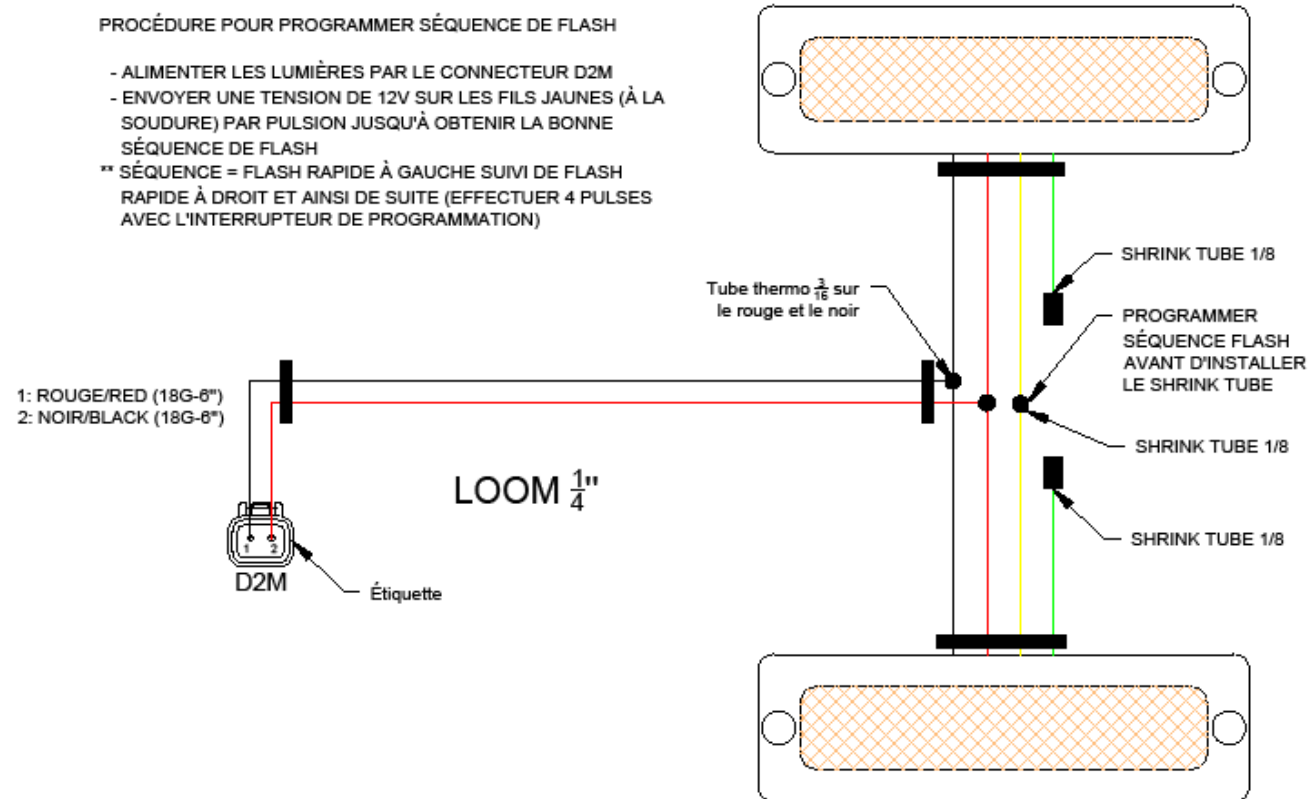 PROCÉDURE POUR PROGRAMMER SÉQUENCE DE FLASH
- ALIMENTER LES LUMIÈRES PAR LE CONNECTEUR D2M
- ENVOYER UNE TENSION DE 12V SUR LES FILS JAUNES (À LA
SOUDURE) PAR PULSION JUSQU'À OBTENIR LA BONNE
SÉQUENCE DE FLASH
** SÉQUENCE = FLASH RAPIDE À GAUCHE SUIVI DE FLASH
RAPIDE À DROIT ET AINSI DE SUITE (EFFECTUER 4 PULSES
AVEC L'INTERRUPTEUR DE PROGRAMMATION)
SHRINK TUBE 1/8
Tube thermo 3/16 sur
le rouge et le noir
PROGRAMMER
SÉQUENCE FLASH
AVANT D'INSTALLER
LE SHRINK TUBE
1: ROUGE/RED (18G-6")
2: NOIR/BLACK (18G-6")
SHRINK TUBE 1/8
LOOM 1/4"
SHRINK TUBE 1/8
1 2
D2M
Étiquette